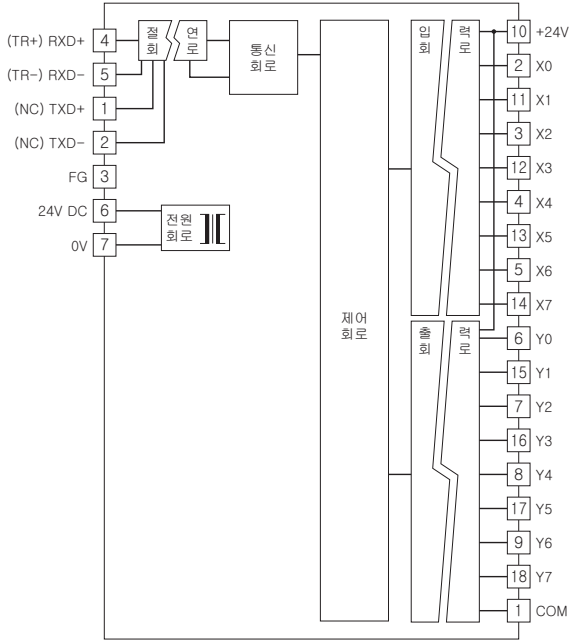 (TR+) RXD+ 4
(TR-) RXD- 5
(NC) TXD+ 1
(NC) TXD- 2
FG 3
24V DC 6
0V 7
절연
회로
통신
회로
전원
회로
제어
회로
입력
회로
출력
회로
10 +24V
2 X0
11 X1
3 X2
12 X3
4 X4
13 X5
5 X6
14 X7
6 Y0
15 Y1
7 Y2
16 Y3
8 Y4
17 Y5
9 Y6
18 Y7
1 COM